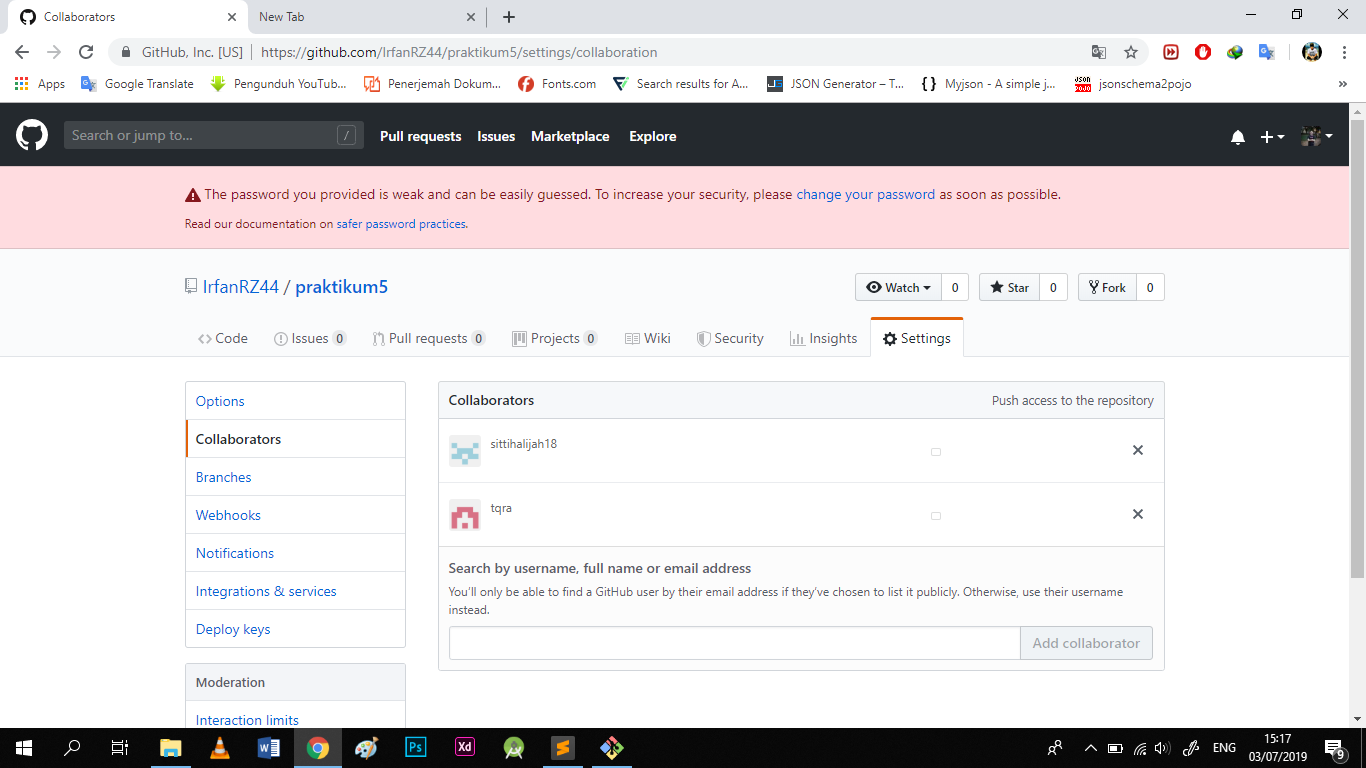 Collaborators
New Tab
GitHub, Inc. [US]
https://github.com/IrfanRZ44/praktikum5/settings/collaboration
Apps
Google Translate
Pengunduh YouTub...
Penerjemah Dokum...
Fonts.com
Search results for A...
JSON Generator – T...
Myjson - A simple j...
jsonschema2pojo
»
Search or jump to...
/
Pull requests
Issues
Marketplace
Explore
The password you provided is weak and can be easily guessed. To increase your security, please change your password as soon as possible.
Read our documentation on safer password practices.
IrfanRZ44 / praktikum5
Watch
0
Star
0
Fork
0
Code
Issues 0
Pull requests 0
Projects 0
Wiki
Security
Insights
Settings
Options
Collaborators
Branches
Webhooks
Notifications
Integrations & services
Deploy keys
Moderation
Interaction limits
Collaborators
Push access to the repository
sittihalijah18
tqra
Search by username, full name or email address
You'll only be able to find a GitHub user by their email address if they've chosen to list it publicly. Otherwise, use their username
instead.
Add collaborator
Ps
Xd
ENG
15:17
03/07/2019
9